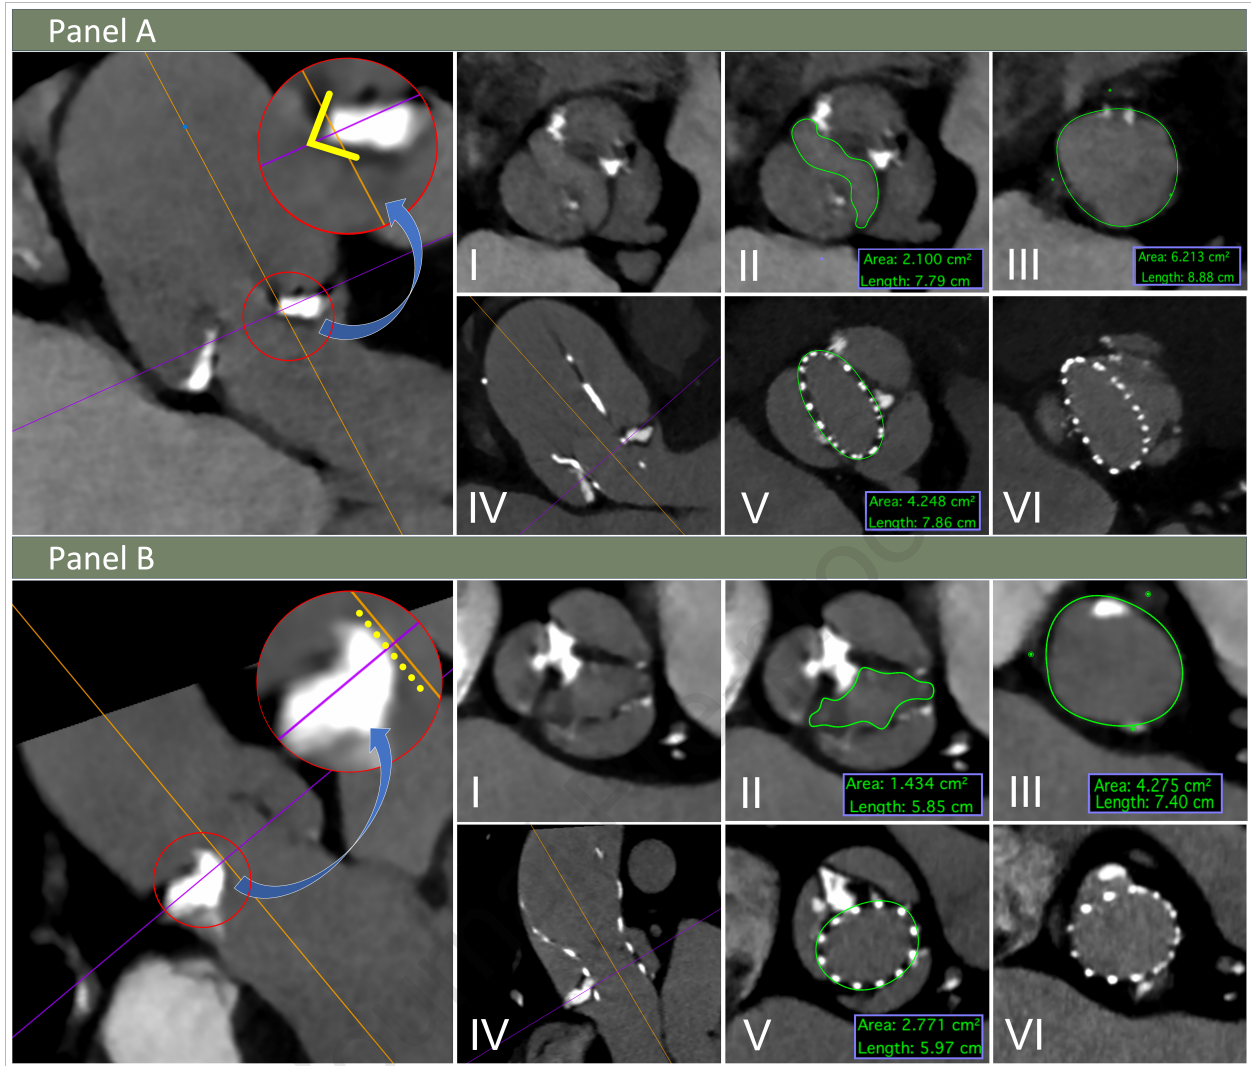 Panel A
I
II
Area: 2.100 cm²
Length: 7.79 cm
III
Area: 6.213 cm²
Length: 8.88 cm
IV
V
Area: 4.248 cm²
Length: 7.86 cm
VI
Panel B
I
II
Area: 1.434 cm²
Length: 5.85 cm
III
Area: 4.275 cm²
Length: 7.40 cm
IV
V
Area: 2.771 cm²
Length: 5.97 cm
VI